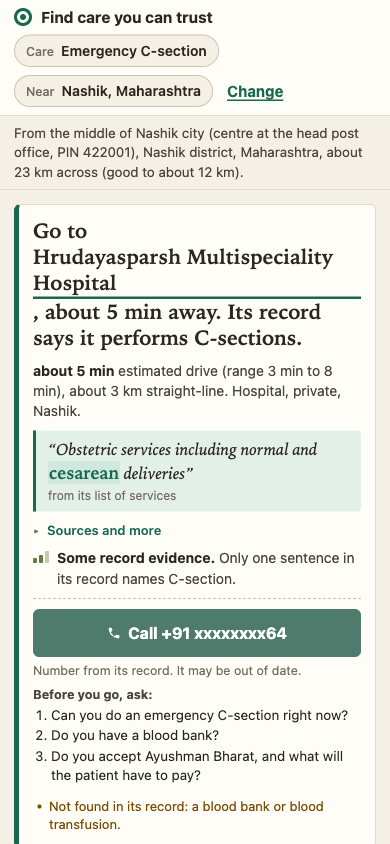 Find care you can trust
Care Emergency C-section
Near Nashik, Maharashtra Change
From the middle of Nashik city (centre at the head post
office, PIN 422001), Nashik district, Maharashtra, about
23 km across (good to about 12 km).
Go to
Hrudayasparsh Multispeciality
Hospital
, about 5 min away. Its record
says it performs C-sections.
about 5 min estimated drive (range 3 min to 8
min), about 3 km straight-line. Hospital, private,
Nashik.
“Obstetric services including normal and
cesarean deliveries”
from its list of services
▸ Sources and more
Some record evidence. Only one sentence in
its record names C-section.
Call +91 xxxxxxxx64
Number from its record. It may be out of date.
Before you go, ask:
1. Can you do an emergency C-section right now?
2. Do you have a blood bank?
3. Do you accept Ayushman Bharat, and what will
the patient have to pay?
• Not found in its record: a blood bank or blood
transfusion.